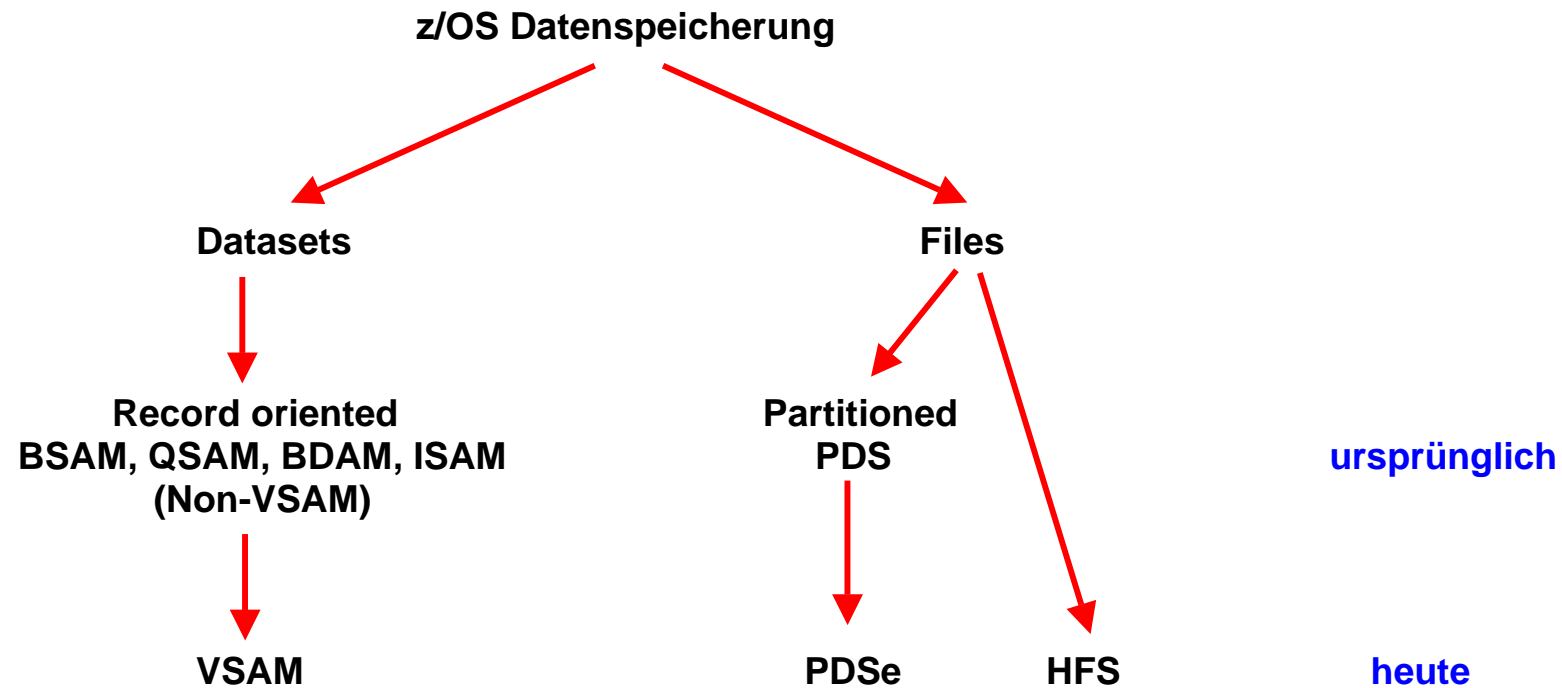 z/OS Datenspeicherung
Datasets
Files
Record oriented
BSAM, QSAM, BDAM, ISAM
(Non-VSAM)
Partitioned
PDS
ursprünglich
VSAM
PDSe
HFS
heute